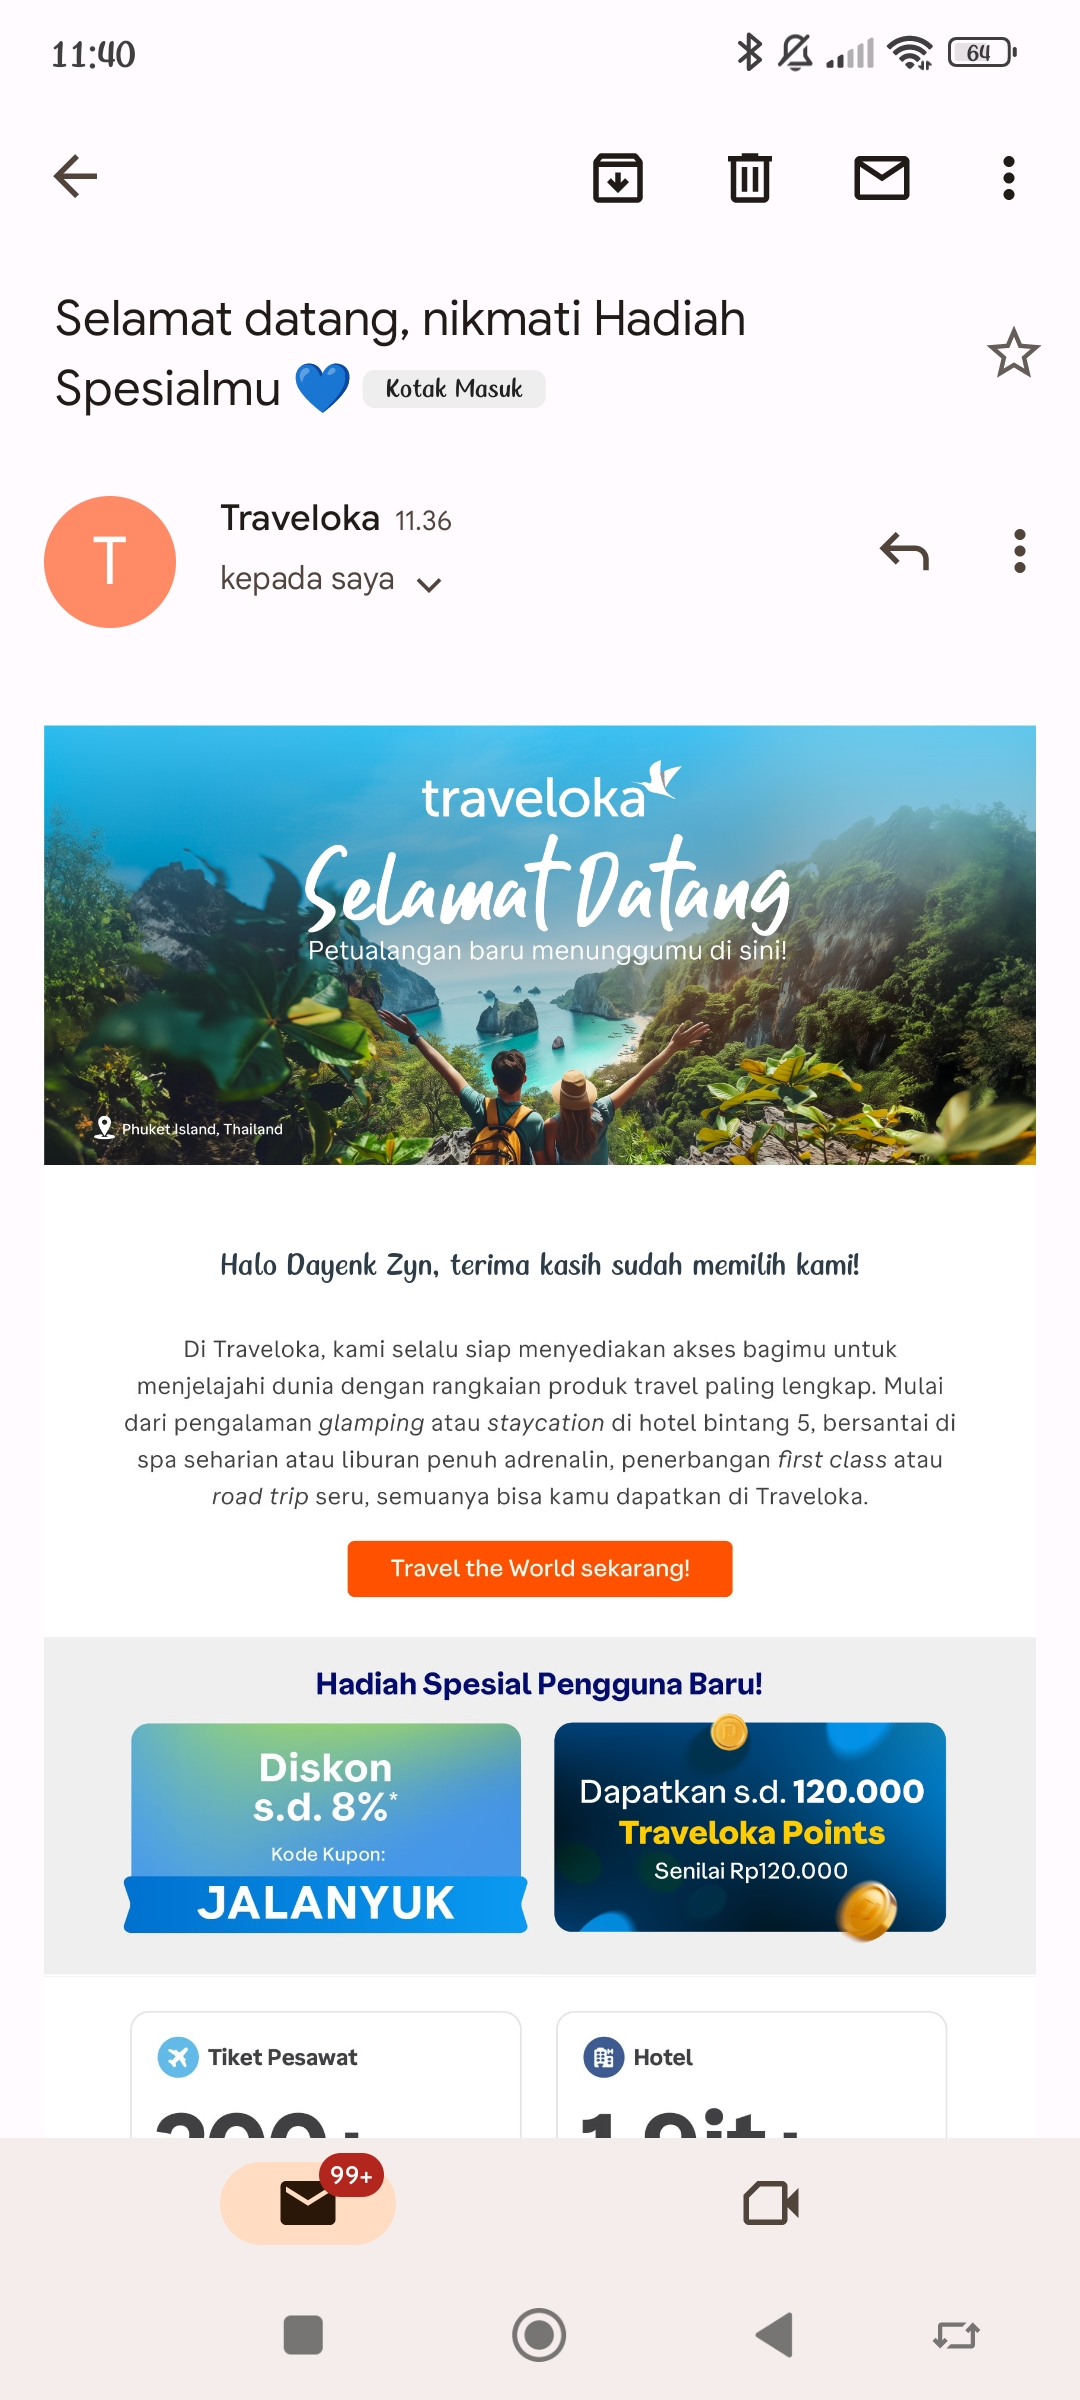 11:40
64
Selamat datang, nikmati Hadiah
Spesialmu 💙 Kotak Masuk
T
Traveloka 11.36
kepada saya
traveloka
Selamat Datang
Petualangan baru menunggumu di sini!
Phuket Island, Thailand
Halo Dayenk Zyn, terima kasih sudah memilih kami!
Di Traveloka, kami selalu siap menyediakan akses bagimu untuk
menjelajahi dunia dengan rangkaian produk travel paling lengkap. Mulai
dari pengalaman glamping atau staycation di hotel bintang 5, bersantai di
spa seharian atau liburan penuh adrenalin, penerbangan first class atau
road trip seru, semuanya bisa kamu dapatkan di Traveloka.
Travel the World sekarang!
Hadiah Spesial Pengguna Baru!
Diskon
s.d. 8%*
Kode Kupon:
JALANYUK
Dapatkan s.d. 120.000
Traveloka Points
Senilai Rp120.000
Tiket Pesawat
Hotel
99+